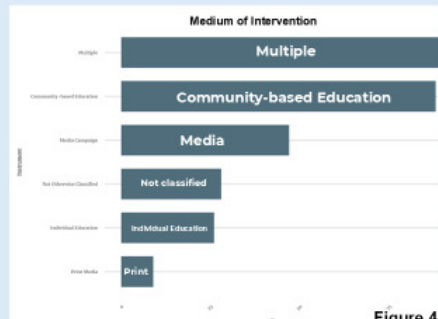 Medium of Intervention
Multiple
Multiple
Community-based Education
Community-based Education
Media Campaign
Media
Not Otherwise Classified
Not classified
Individual Education
Individual Education
Print Media
Print
Figure 4